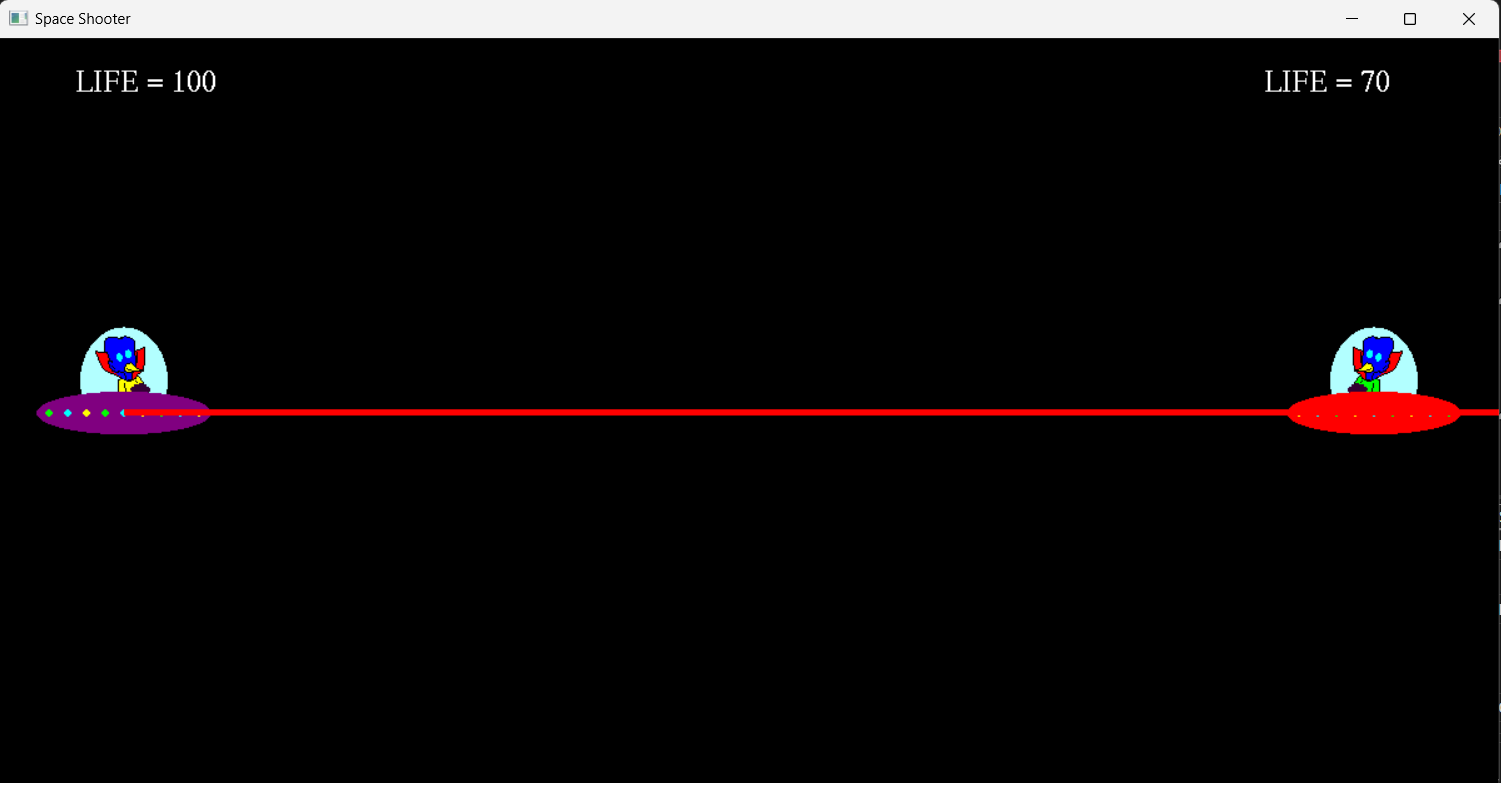 Space Shooter
LIFE = 100
LIFE = 70